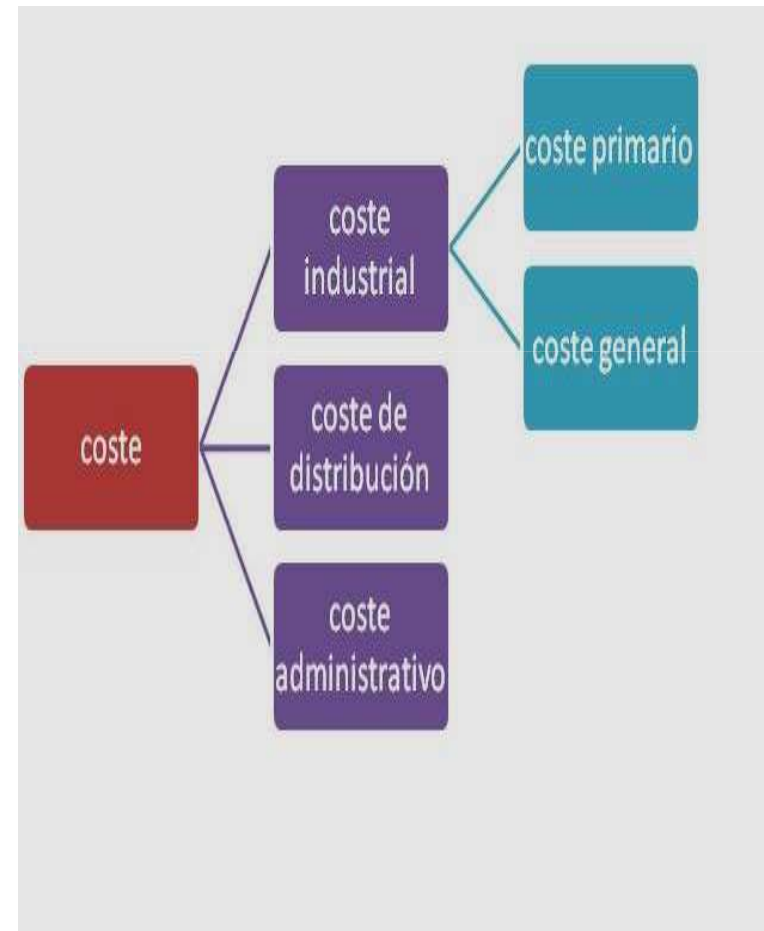 coste
coste
industrial
coste de
distribución
coste
administrativo
coste primario
coste general